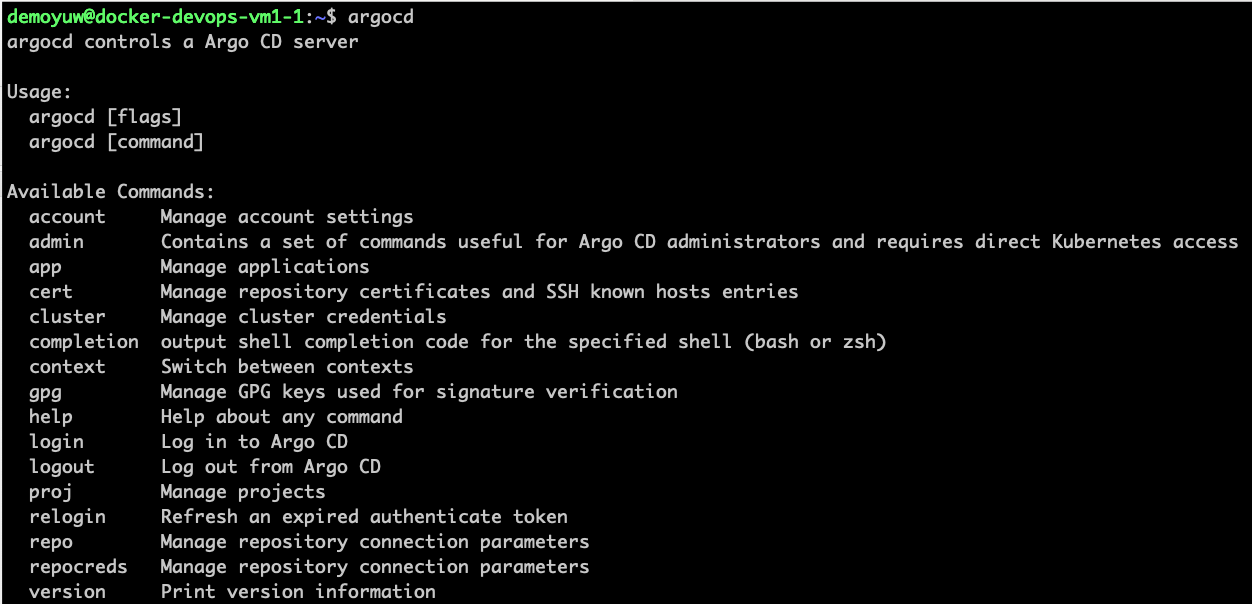 demoyuw@docker-devops-vm1-1:~$ argocd
argocd controls a Argo CD server
Usage:
argocd [flags]
argocd [command]
Available Commands:
account Manage account settings
admin Contains a set of commands useful for Argo CD administrators and requires direct Kubernetes access
app Manage applications
cert Manage repository certificates and SSH known hosts entries
cluster Manage cluster credentials
completion output shell completion code for the specified shell (bash or zsh)
context Switch between contexts
gpg Manage GPG keys used for signature verification
help Help about any command
login Log in to Argo CD
logout Log out from Argo CD
proj Manage projects
relogin Refresh an expired authenticate token
repo Manage repository connection parameters
repocreds Manage repository connection parameters
version Print version information